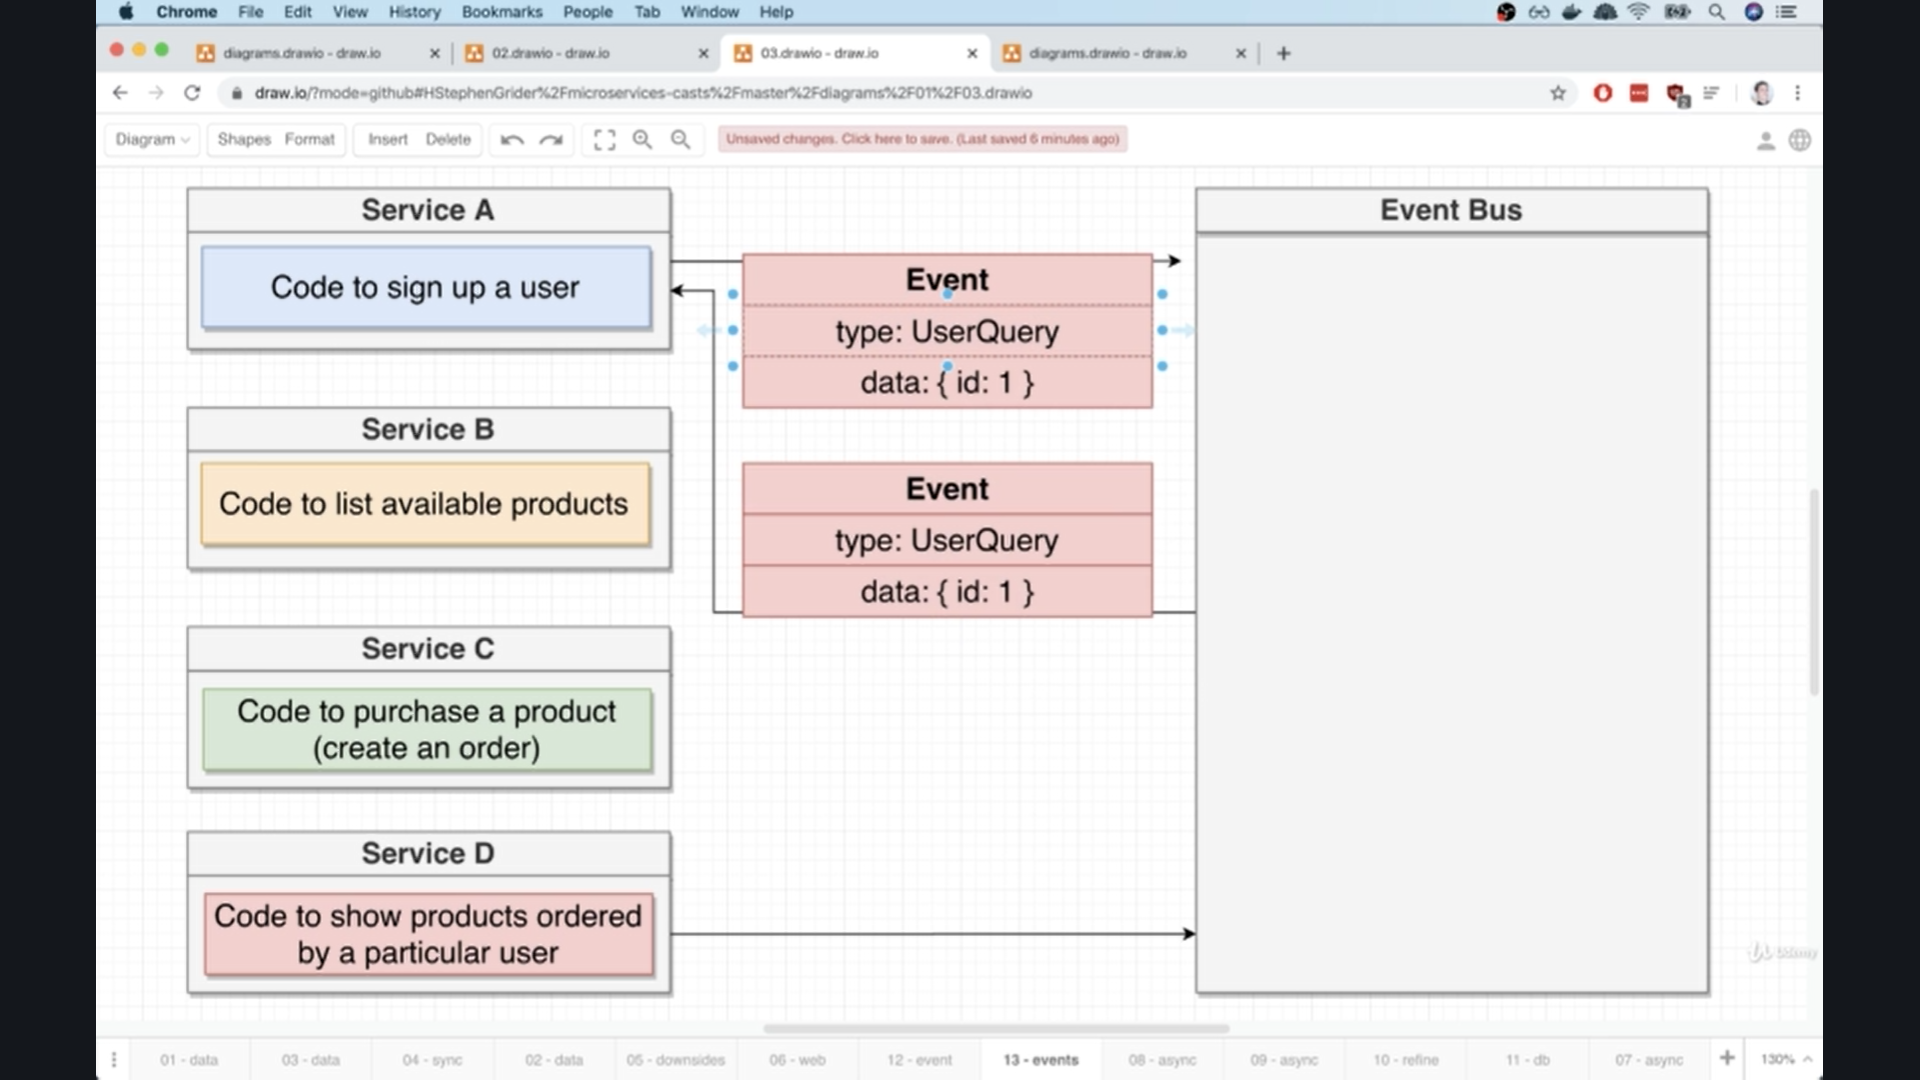 Chrome File Edit View History Bookmarks People Tab Window Help
diagrams.drawio - draw.io
02.drawio - draw.io
03.drawio - draw.io
diagrams.drawio - draw.io
draw.io/?mode=github#HStephenGrider%2Fmicroservices-casts%2Fmaster%2Fdiagrams%2F01%2F03.drawio
2
Diagram Shapes Format Insert Delete
Unsaved changes. Click here to save. (Last saved 6 minutes ago)
Service A
Code to sign up a user
Service B
Code to list available products
Service C
Code to purchase a product
(create an order)
Service D
Code to show products ordered
by a particular user
Event
type: UserQuery
data: { id: 1 }
Event
type: UserQuery
data: { id: 1 }
Event Bus
Udemy
01 - data 03 - data 04 - sync 02 - data 05 - downsides 06 - web 12 - event 13 - events 08 - async 09 - async 10 - refine 11 - db 07 - async 130%